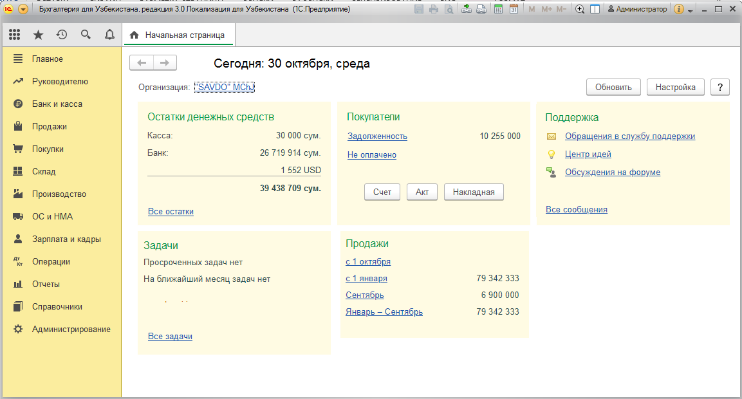 Бухгалтерия для Узбекистана, редакция 3.0 Локализация для Узбекистана (1С:Предприятие)
M M+ M-
Администратор
Начальная страница
Главное
Руководителю
Банк и касса
Продажи
Покупки
Склад
Производство
ОС и НМА
Зарплата и кадры
Операции
Отчеты
Справочники
Администрирование
Сегодня: 30 октября, среда
Организация: "SAVDO" MChJ
Обновить Настройка ?
Остатки денежных средств
Касса: 30 000 сум.
Банк: 26 719 914 сум.
1 552 USD
39 438 709 сум.
Все остатки
Покупатели
Задолженность 10 255 000
Не оплачено
Счет Акт Накладная
Поддержка
Обращения в службу поддержки
Центр идей
Обсуждения на форуме
Все сообщения
Задачи
Просроченных задач нет
На ближайший месяц задач нет
Все задачи
Продажи
с 1 октября
с 1 января 79 342 333
Сентябрь 6 900 000
Январь – Сентябрь 79 342 333